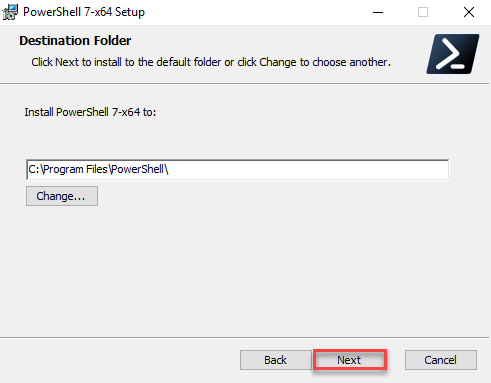 PowerShell 7-x64 Setup
Destination Folder
Click Next to install to the default folder or click Change to choose another.
Install PowerShell 7-x64 to:
C:\Program Files\PowerShell\
Change...
Back
Next
Cancel